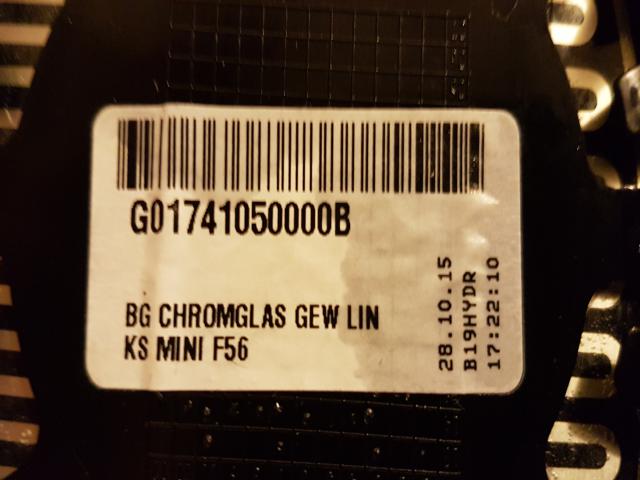 G01741050000B
BG CHROMGLAS GEW LIN
KS MINI F56
28.10.15
B19HYDR
17:22:10